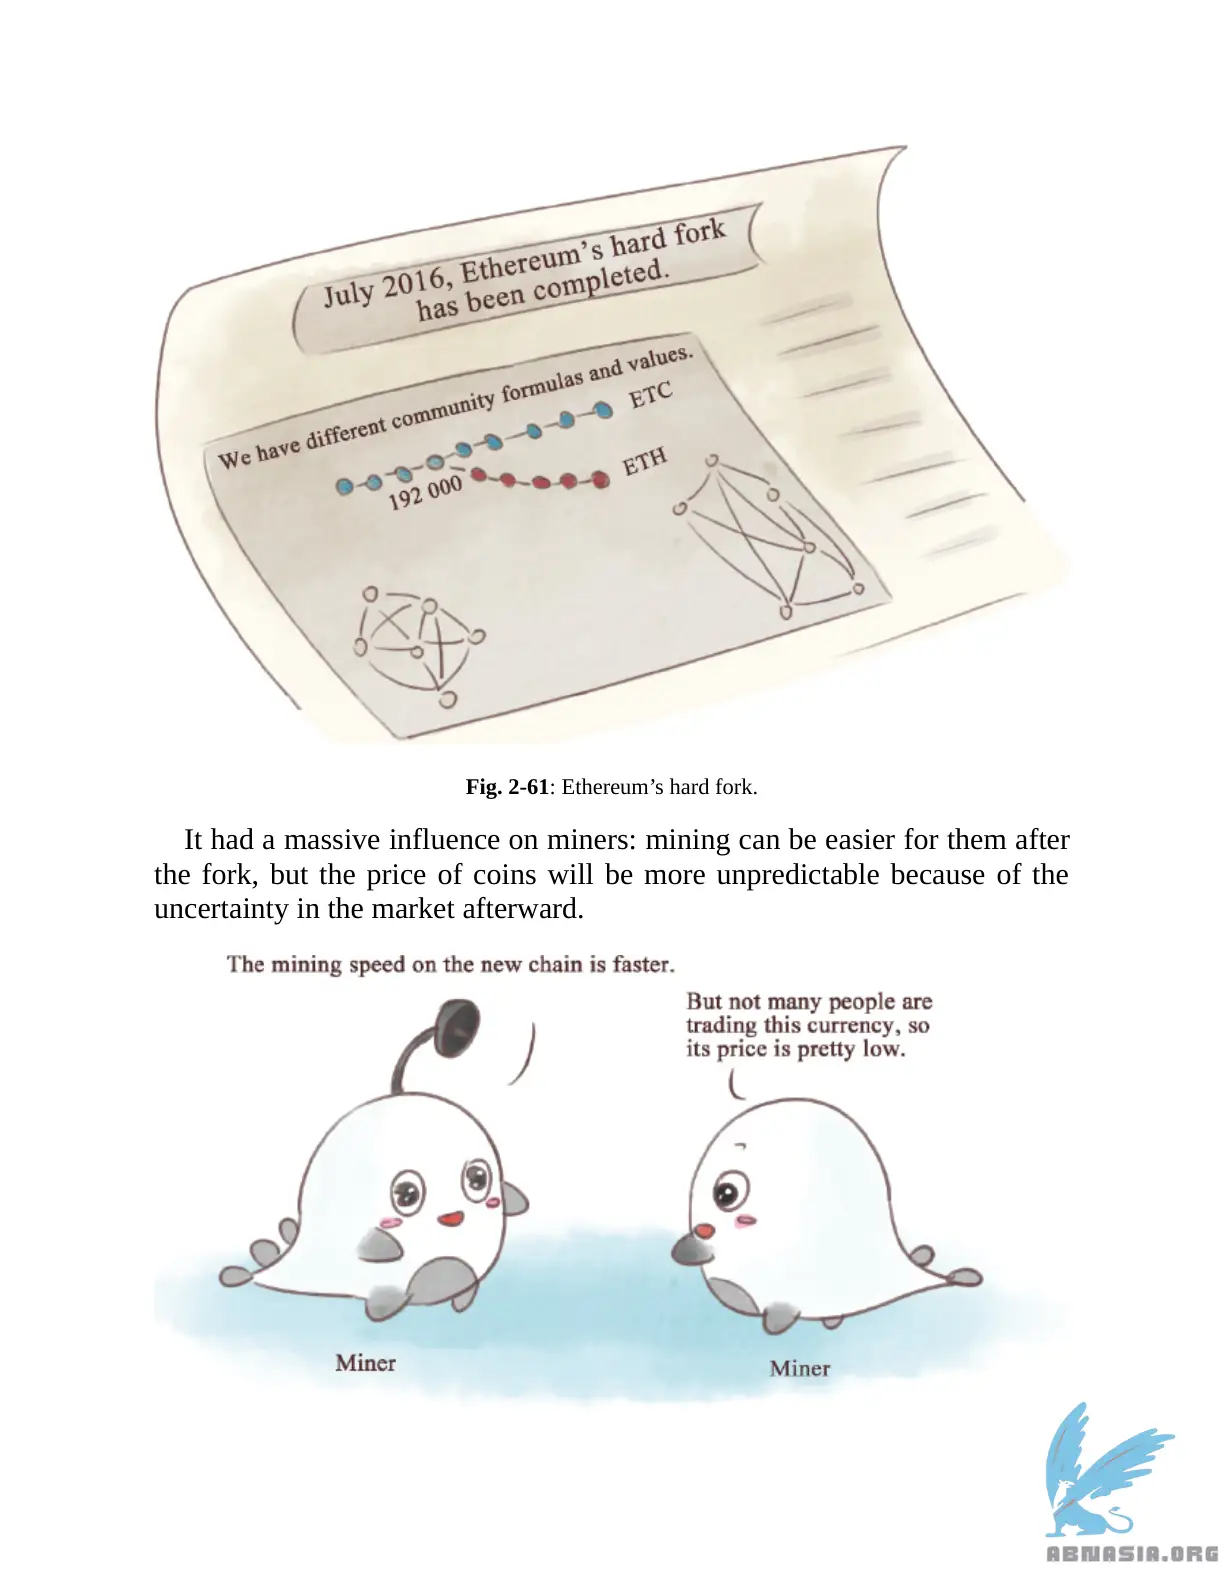 July 2016, Ethereum’s hard fork
has been completed.
We have different community formulas and values.
ETC
ETH
192 000
Fig. 2-61: Ethereum’s hard fork.
It had a massive influence on miners: mining can be easier for them after
the fork, but the price of coins will be more unpredictable because of the
uncertainty in the market afterward.
The mining speed on the new chain is faster.
But not many people are
trading this currency, so
its price is pretty low.
Miner
Miner
ABNASIA.ORG